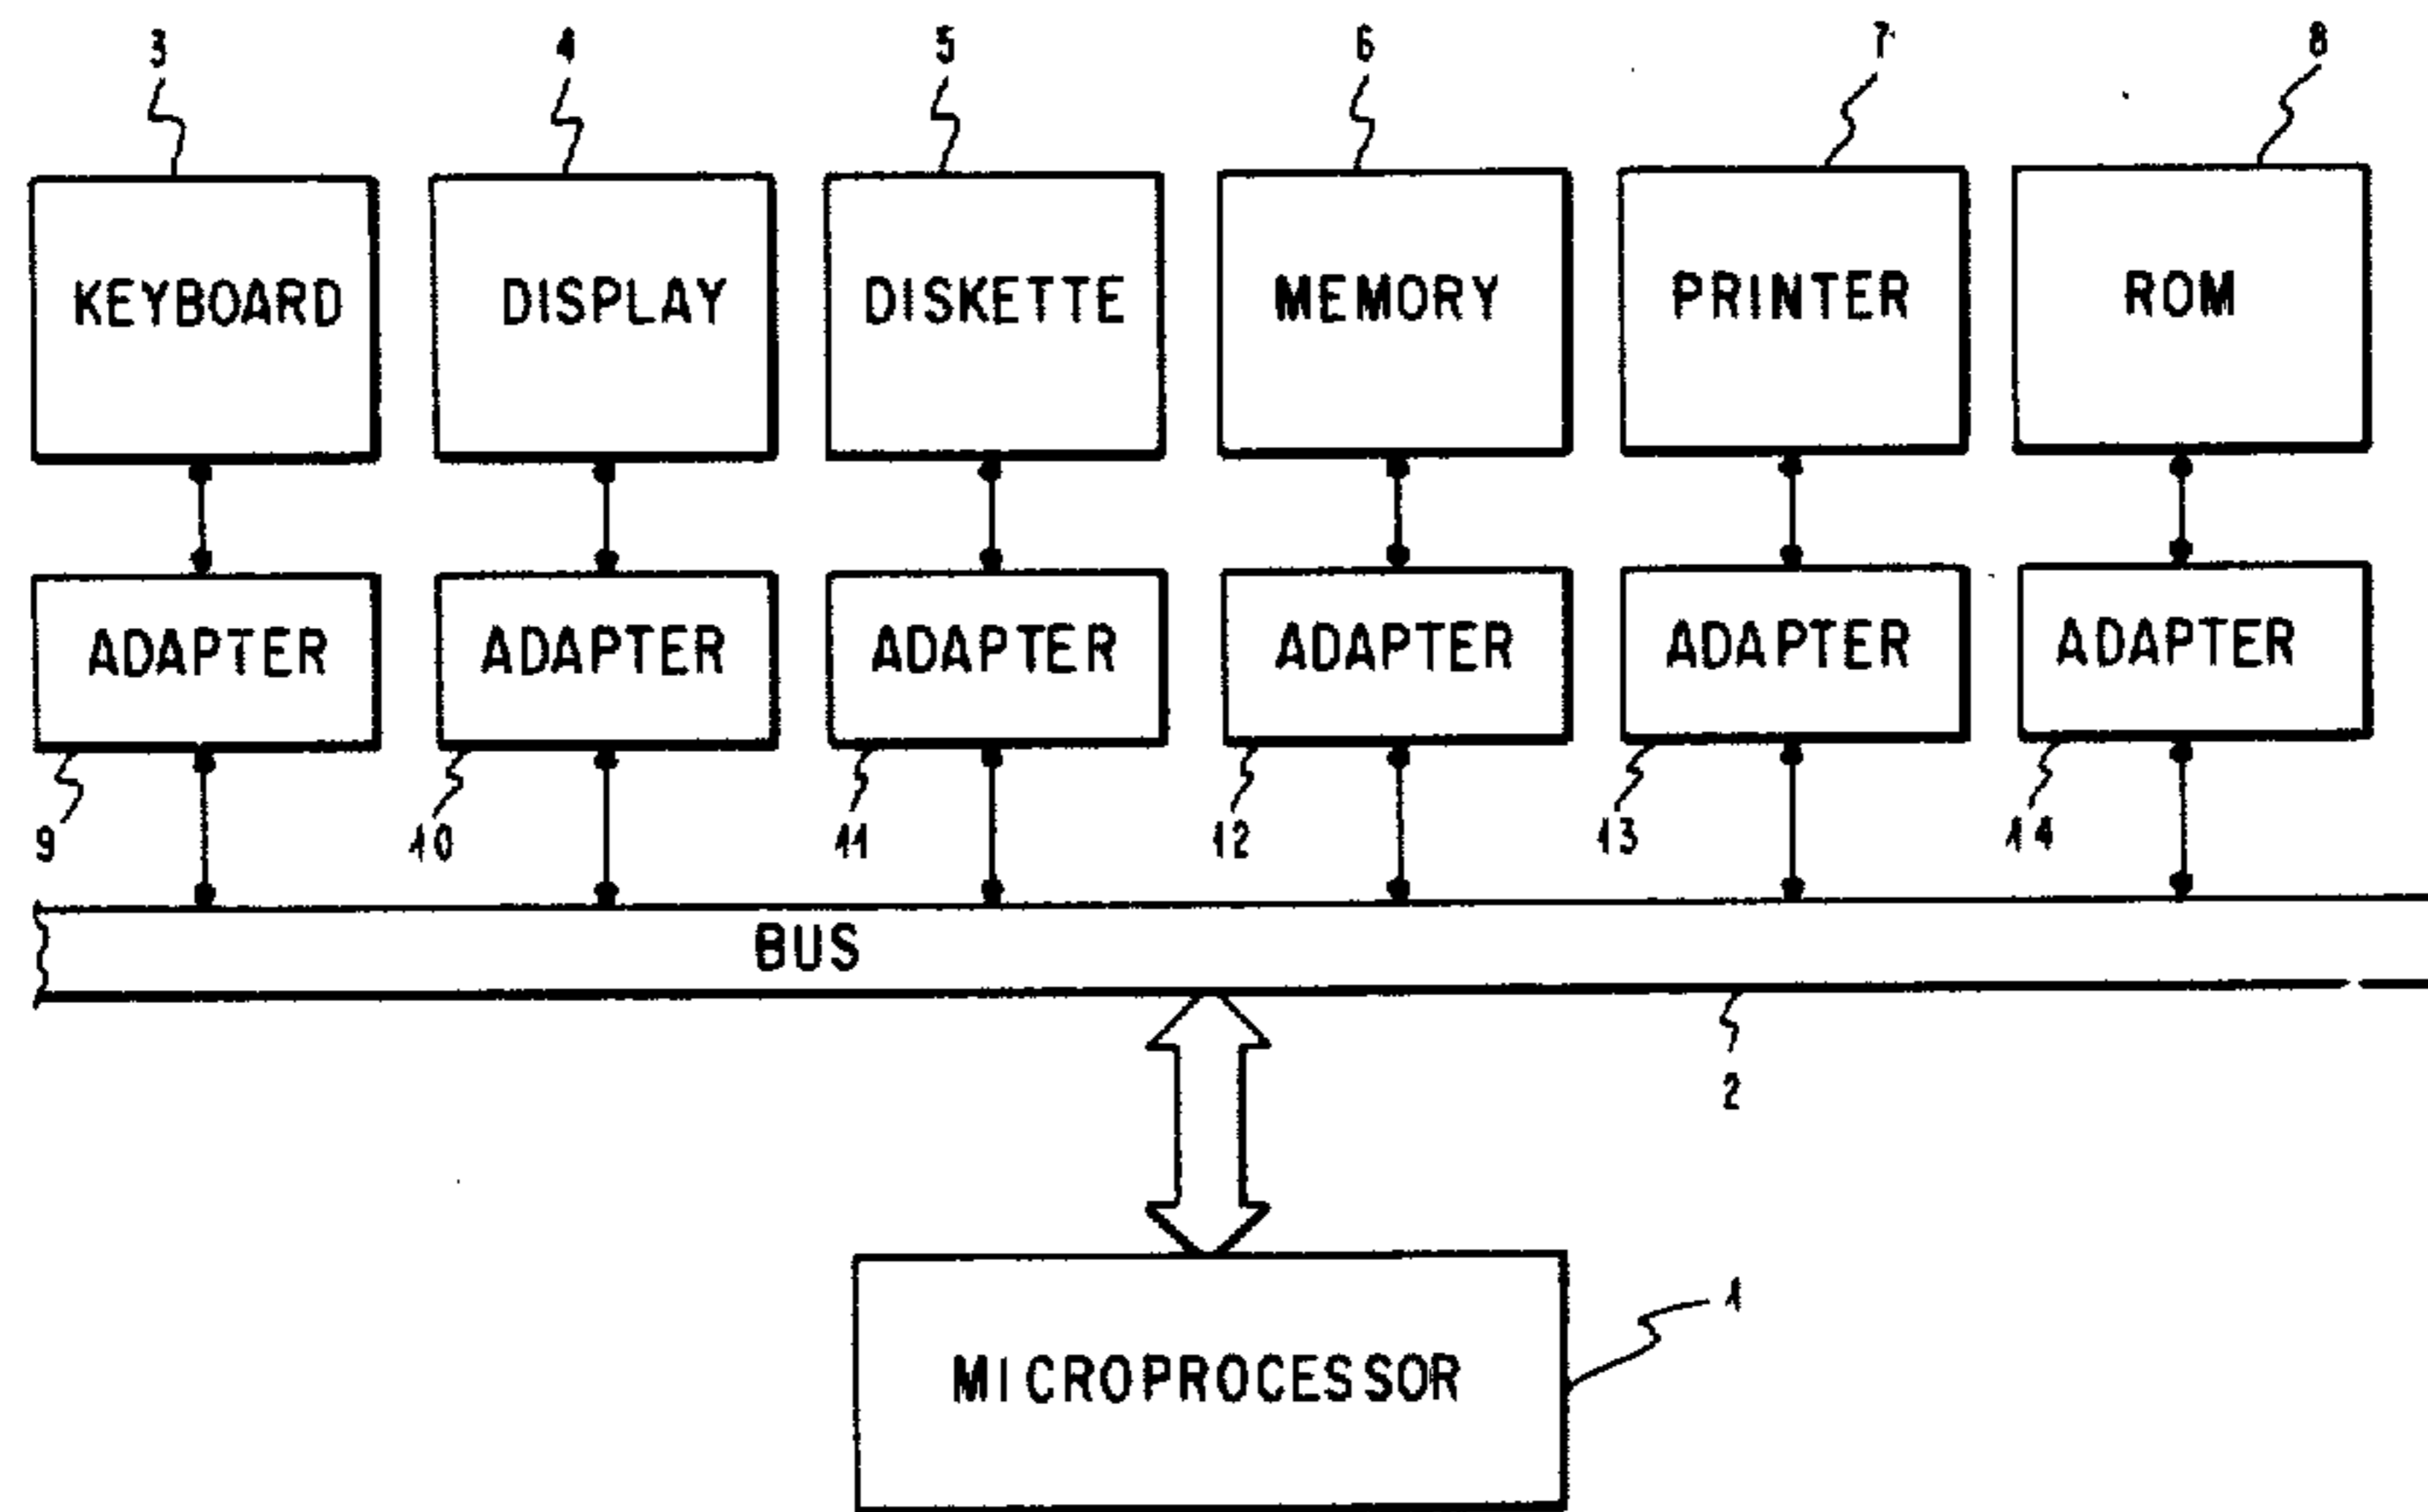 3 4 5 6 7 8
KEYBOARD DISPLAY DISKETTE MEMORY PRINTER ROM
ADAPTER ADAPTER ADAPTER ADAPTER ADAPTER ADAPTER
9 10 11 12 13 14
BUS
2
1
MICROPROCESSOR